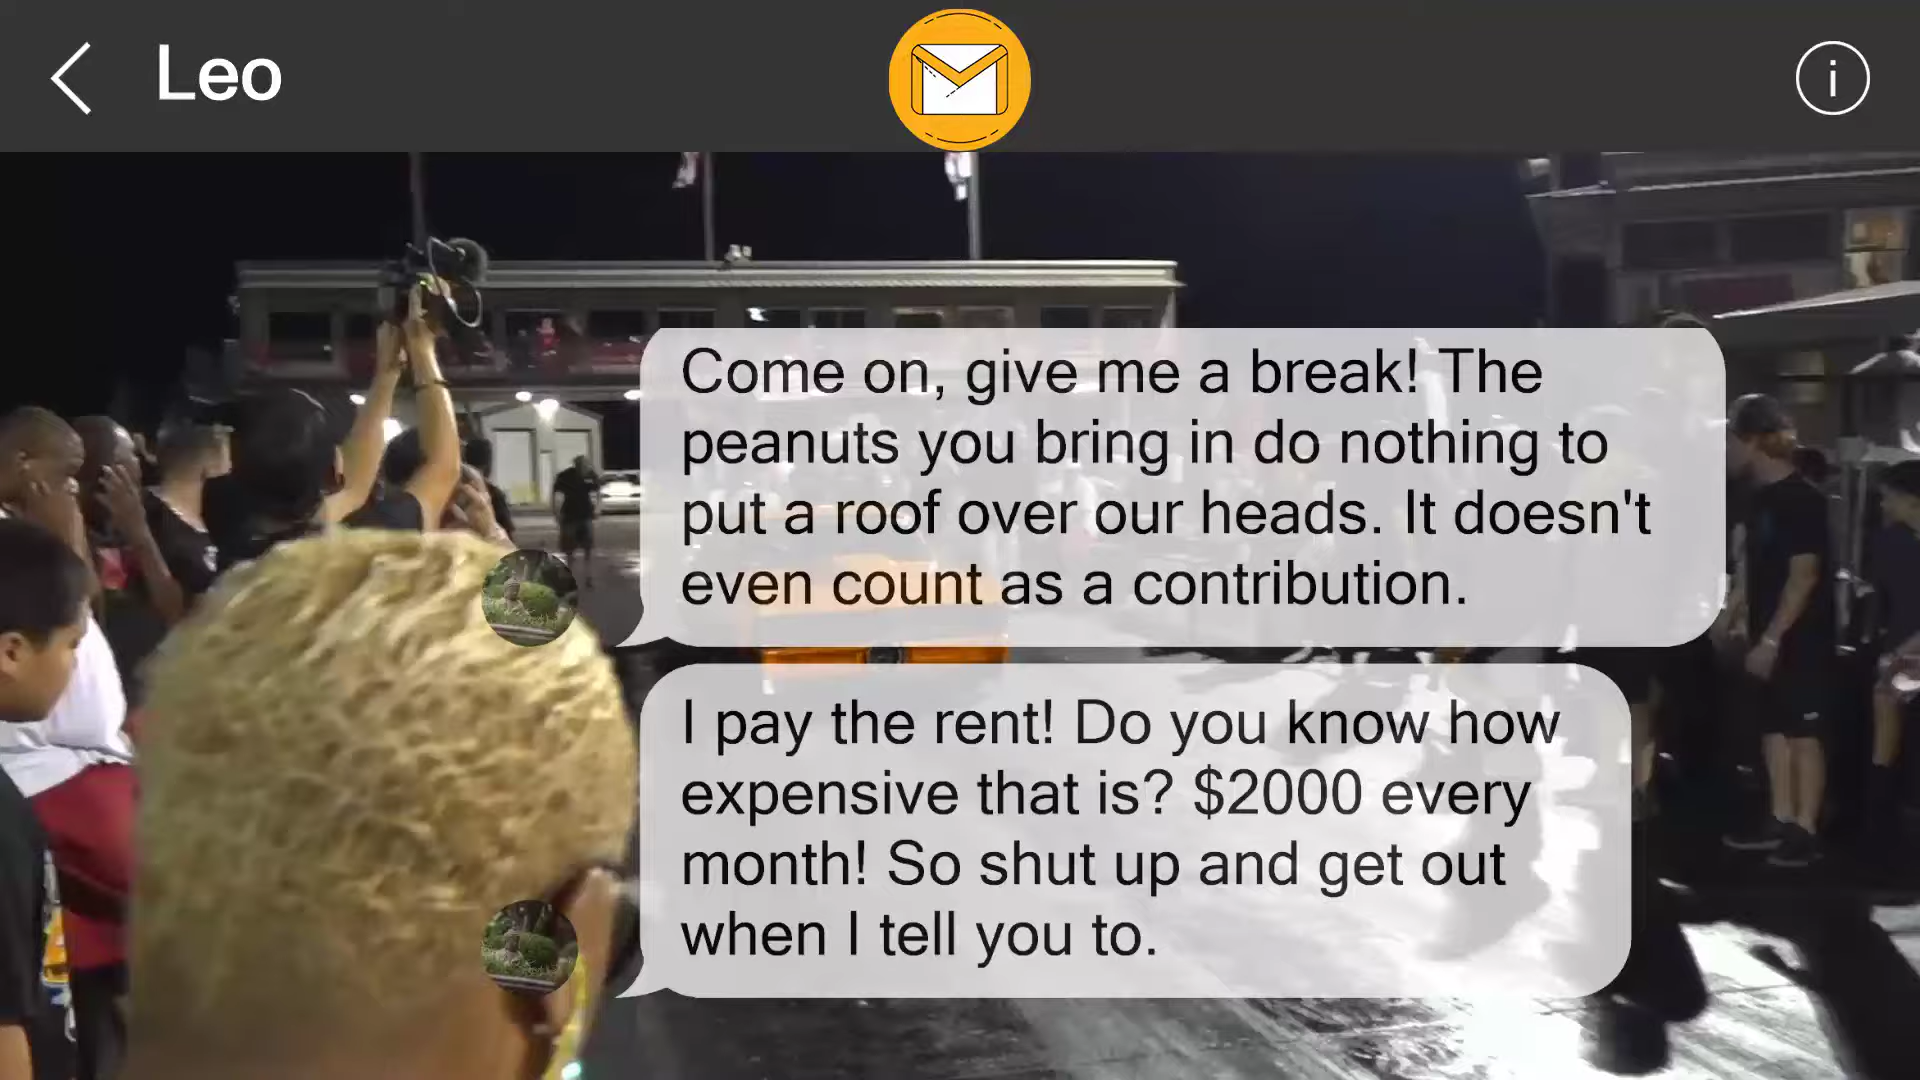 Leo
i
Come on, give me a break! The
peanuts you bring in do nothing to
put a roof over our heads. It doesn't
even count as a contribution.
I pay the rent! Do you know how
expensive that is? $2000 every
month! So shut up and get out
when I tell you to.